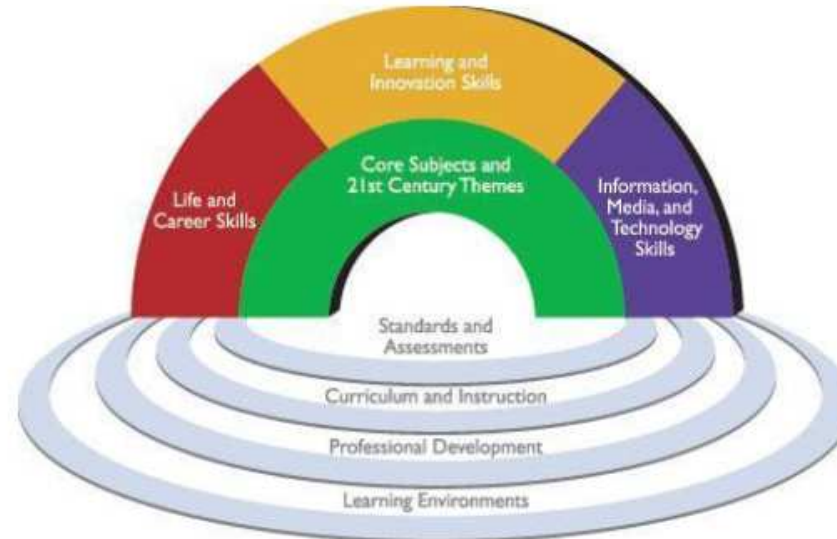 Learning and
Innovation Skills
Core Subjects and
21st Century Themes
Life and
Career Skills
Information,
Media, and
Technology
Skills
Standards and
Assessments
Curriculum and Instruction
Professional Development
Learning Environments